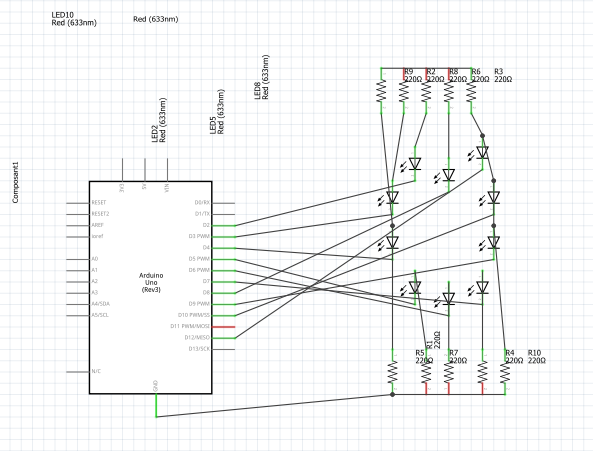 LED10
Red (633nm)
Red (633nm)
LED8
Red (633nm)
LED5
Red (633nm)
LED2
Red (633nm)
Component1
R9
220Ω
R2
220Ω
R8
220Ω
R6
220Ω
R3
220Ω
3V3
5V
VIN
RESET
RESET2
AREF
ioref
A0
A1
A2
A3
A4/SDA
A5/SCL
N/C
D0/RX
D1/TX
D2
D3 PWM
D4
D5 PWM
D6 PWM
D7
D8
D9 PWM
D10 PWM/SS
D11 PWM/MOSI
D12/MISO
D13/SCK
Arduino
Uno
(Rev3)
GND
R5
220Ω
R1
220Ω
220Ω
R7
220Ω
R4
220Ω
R10
220Ω